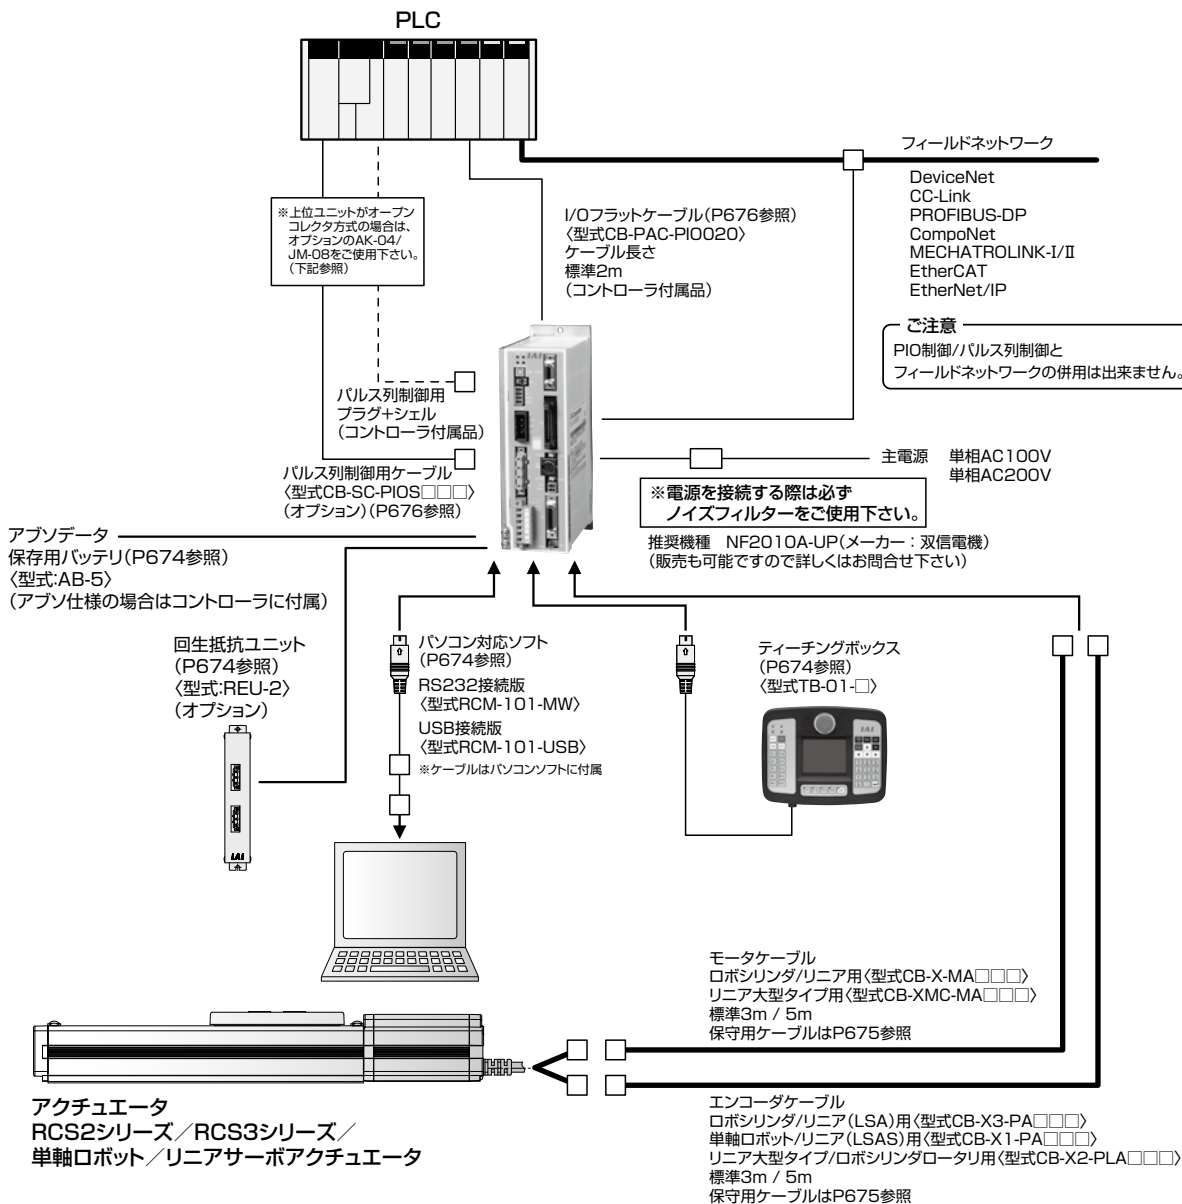 PLC
フィールドネットワーク
DeviceNet
CC-Link
PROFIBUS-DP
CompoNet
MECHATROLINK-I/II
EtherCAT
EtherNet/IP
※上位ユニットがオープン
コレクタ方式の場合は、
オプションのAK-04/
JM-08をご使用下さい。
(下記参照)
I/Oフラットケーブル(P676参照)
〈型式CB-PAC-PIO020〉
ケーブル長さ
標準2m
(コントローラ付属品)
ご注意
PIO制御/パルス列制御と
フィールドネットワークの併用は出来ません。
IAI
パルス列制御用
プラグ+シェル
(コントローラ付属品)
パルス列制御用ケーブル
〈型式CB-SC-PIOS□□□〉
(オプション)(P676参照)
主電源 単相AC100V
単相AC200V
※電源を接続する際は必ず
ノイズフィルターをご使用下さい。
推奨機種 NF2010A-UP(メーカー:双信電機)
(販売も可能ですので詳しくはお問合せ下さい)
アブソデータ
保存用バッテリ(P674参照)
〈型式:AB-5〉
(アブソ仕様の場合はコントローラに付属)
回生抵抗ユニット
(P674参照)
〈型式:REU-2〉
(オプション)
IAI
パソコン対応ソフト
(P674参照)
RS232接続版
〈型式RCM-101-MW〉
USB接続版
〈型式RCM-101-USB〉
※ケーブルはパソコンソフトに付属
ティーチングボックス
(P674参照)
〈型式TB-01-□〉
IAI
モータケーブル
ロボシリンダ/リニア用〈型式CB-X-MA□□□〉
リニア大型タイプ用〈型式CB-XMC-MA□□□〉
標準3m / 5m
保守用ケーブルはP675参照
アクチュエータ
RCS2シリーズ/RCS3シリーズ/
単軸ロボット/リニアサーボアクチュエータ
エンコーダケーブル
ロボシリンダ/リニア(LSA)用〈型式CB-X3-PA□□□〉
単軸ロボット/リニア(LSAS)用〈型式CB-X1-PA□□□〉
リニア大型タイプ/ロボシリンダロータリ用〈型式CB-X2-PLA□□□〉
標準3m / 5m
保守用ケーブルはP675参照